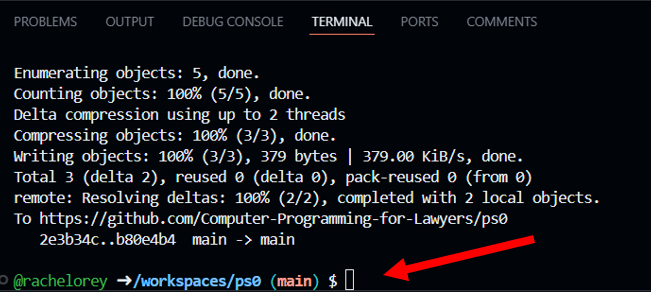 PROBLEMS OUTPUT DEBUG CONSOLE TERMINAL PORTS COMMENTS
Enumerating objects: 5, done.
Counting objects: 100% (5/5), done.
Delta compression using up to 2 threads
Compressing objects: 100% (3/3), done.
Writing objects: 100% (3/3), 379 bytes | 379.00 KiB/s, done.
Total 3 (delta 2), reused 0 (delta 0), pack-reused 0 (from 0)
remote: Resolving deltas: 100% (2/2), completed with 2 local objects.
To https://github.com/Computer-Programming-for-Lawyers/ps0
   2e3b34c..b80e4b4  main -> main
@rachelorey ➜/workspaces/ps0 (main) $